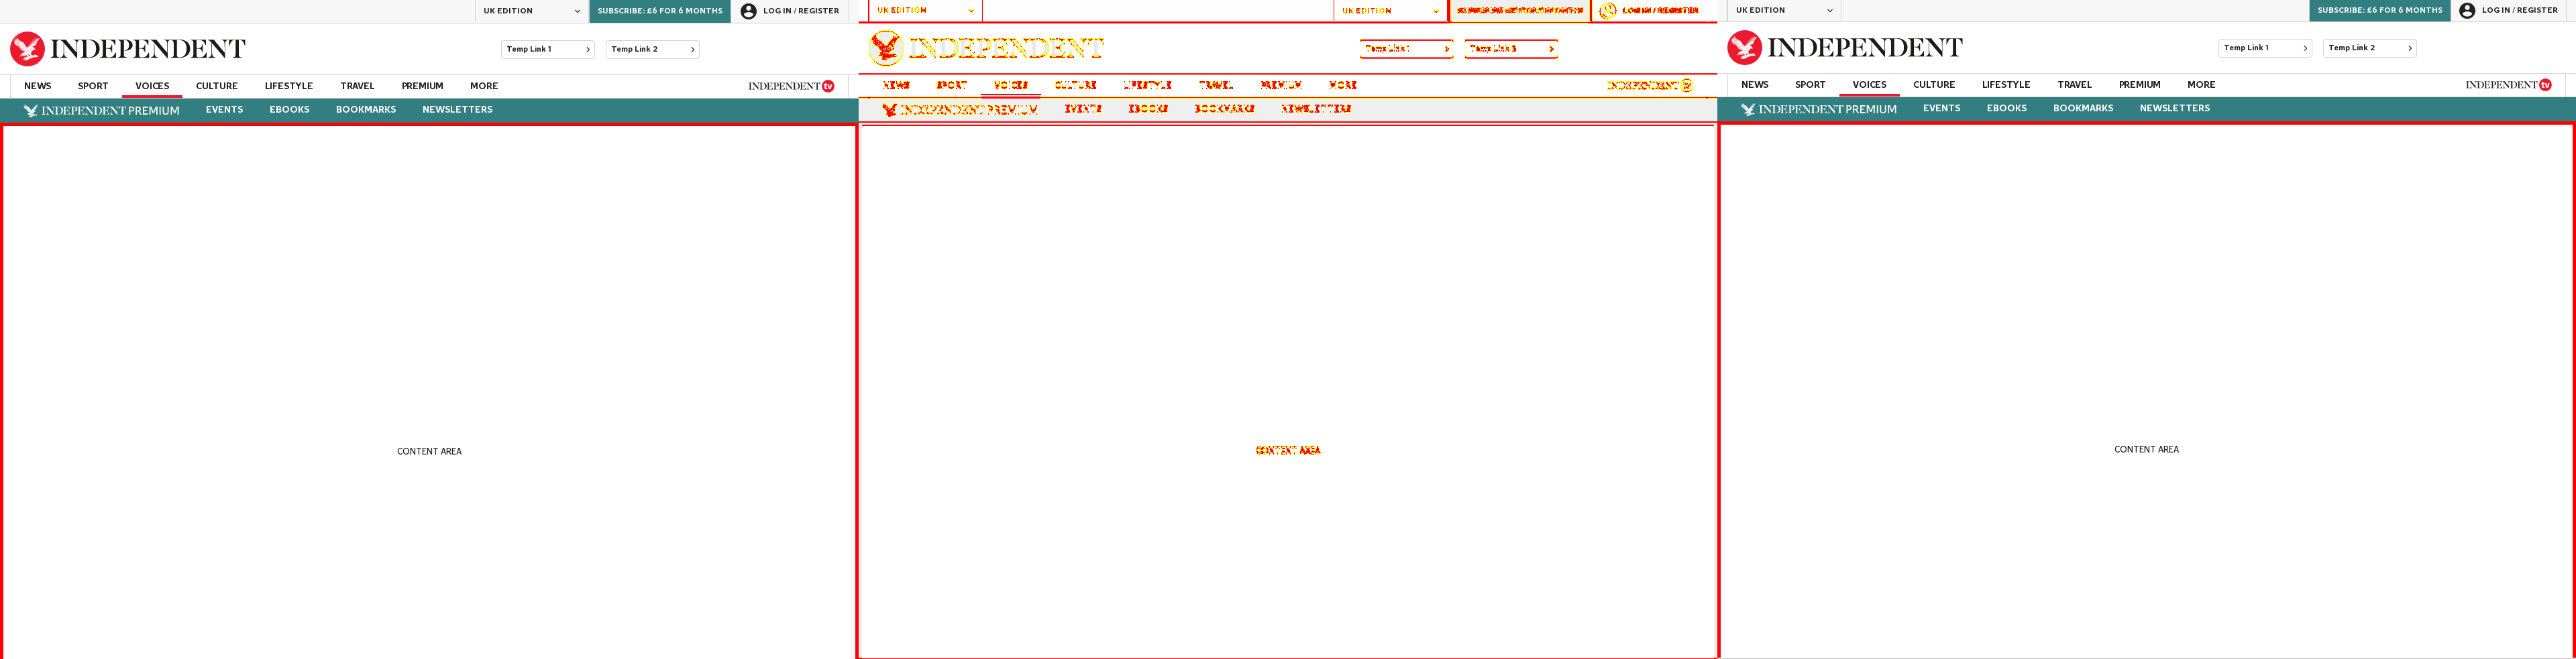 UK EDITION SUBSCRIBE: £6 FOR 6 MONTHS LOG IN / REGISTER
INDEPENDENT Temp Link 1 Temp Link 2
NEWS SPORT VOICES CULTURE LIFESTYLE TRAVEL PREMIUM MORE INDEPENDENT tv
INDEPENDENT PREMIUM EVENTS EBOOKS BOOKMARKS NEWSLETTERS
CONTENT AREA
UK EDITION UK EDITION LOG IN / REGISTER
INDEPENDENT Temp Link 1 Temp Link
NEWS SPORT VOICES CULTURE LIFESTYLE TRAVEL PREMIUM MORE INDEPENDENT
INDEPENDENT PREMIUM EVENTS EBOOKS BOOKMARKS NEWSLETTERS
CONTENT AREA
UK EDITION SUBSCRIBE: £6 FOR 6 MONTHS LOG IN / REGISTER
INDEPENDENT Temp Link 1 Temp Link 2
NEWS SPORT VOICES CULTURE LIFESTYLE TRAVEL PREMIUM MORE INDEPENDENT tv
INDEPENDENT PREMIUM EVENTS EBOOKS BOOKMARKS NEWSLETTERS
CONTENT AREA